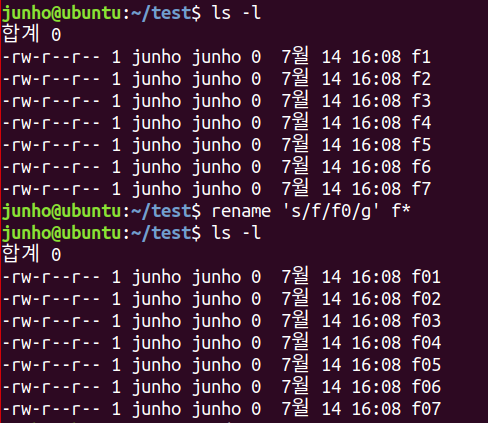 junho@ubuntu:~/test$ ls -l
합계 0
-rw-r--r-- 1 junho junho 0  7월 14 16:08 f1
-rw-r--r-- 1 junho junho 0  7월 14 16:08 f2
-rw-r--r-- 1 junho junho 0  7월 14 16:08 f3
-rw-r--r-- 1 junho junho 0  7월 14 16:08 f4
-rw-r--r-- 1 junho junho 0  7월 14 16:08 f5
-rw-r--r-- 1 junho junho 0  7월 14 16:08 f6
-rw-r--r-- 1 junho junho 0  7월 14 16:08 f7
junho@ubuntu:~/test$ rename 's/f/f0/g' f*
junho@ubuntu:~/test$ ls -l
합계 0
-rw-r--r-- 1 junho junho 0  7월 14 16:08 f01
-rw-r--r-- 1 junho junho 0  7월 14 16:08 f02
-rw-r--r-- 1 junho junho 0  7월 14 16:08 f03
-rw-r--r-- 1 junho junho 0  7월 14 16:08 f04
-rw-r--r-- 1 junho junho 0  7월 14 16:08 f05
-rw-r--r-- 1 junho junho 0  7월 14 16:08 f06
-rw-r--r-- 1 junho junho 0  7월 14 16:08 f07